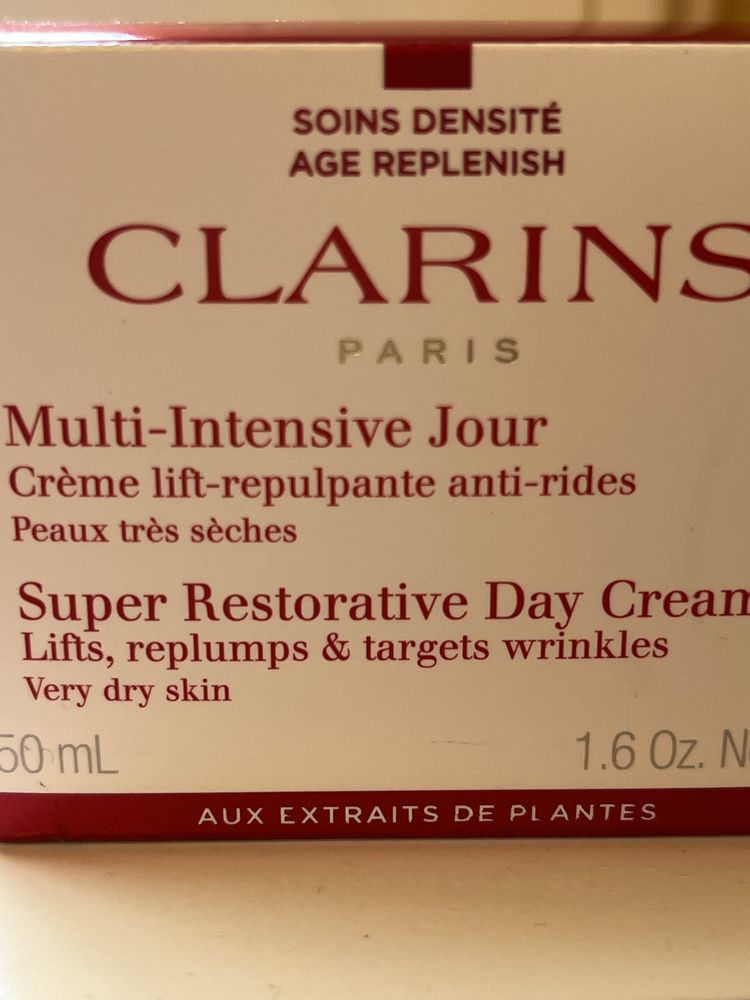 SOINS DENSITÉ
AGE REPLENISH
CLARINS
PARIS
Multi-Intensive Jour
Crème lift-repulpante anti-rides
Peaux très sèches
Super Restorative Day Cream
Lifts, replumps & targets wrinkles
Very dry skin
50 mL
1.6 Oz.
AUX EXTRAITS DE PLANTES